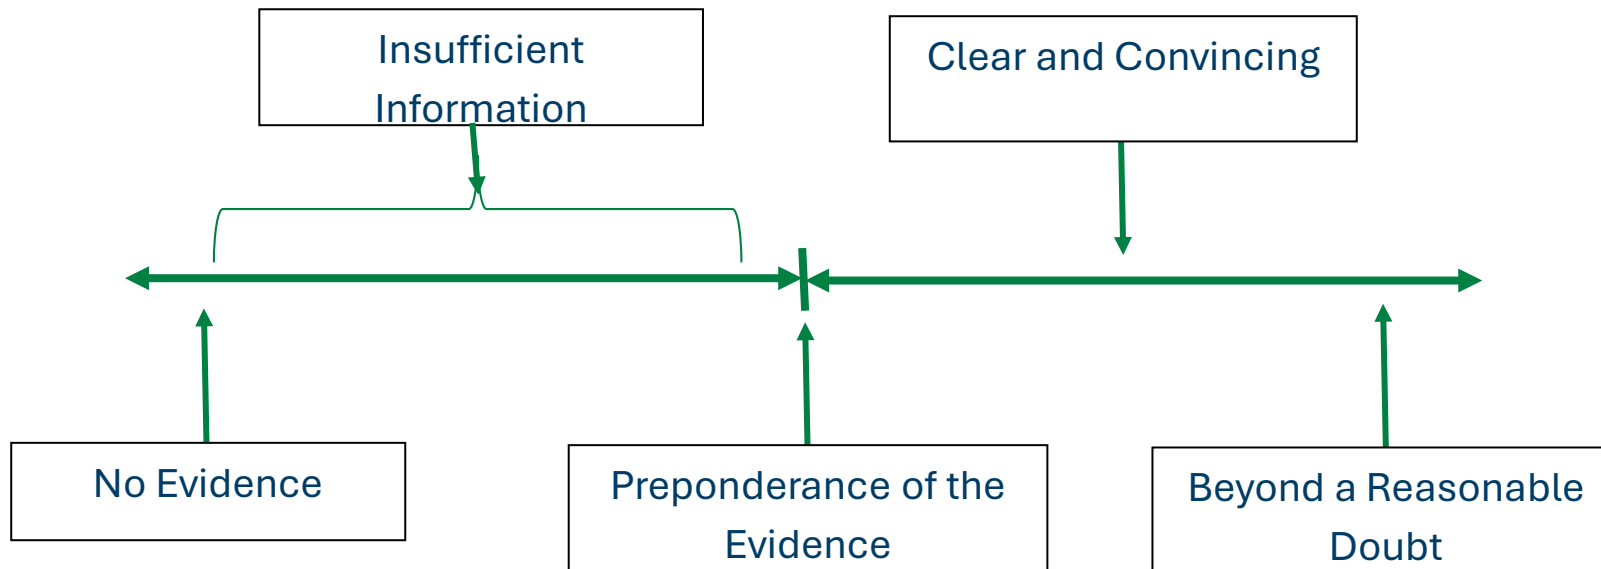 Insufficient
Information
Clear and Convincing
No Evidence
Preponderance of the
Evidence
Beyond a Reasonable
Doubt